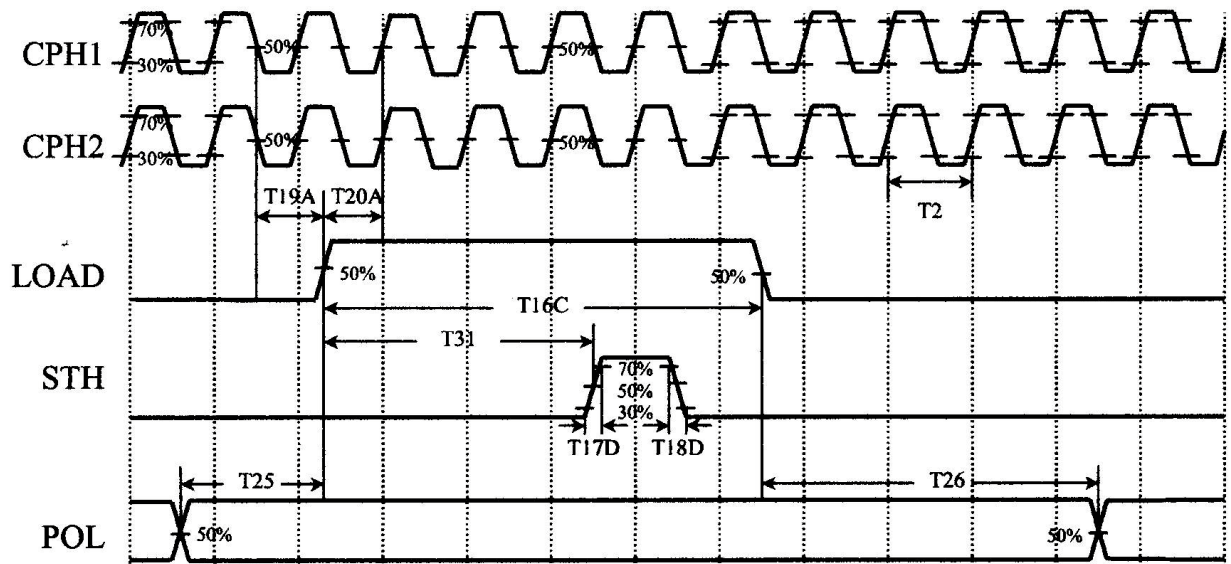 70%
CPH1 50% 50%
30%
70%
CPH2 50% 50%
30%
T19A T20A T2
LOAD 50% 50%
T16C
T31
STH 70%
50%
30%
T17D T18D
T25 T26
POL 50% 50%